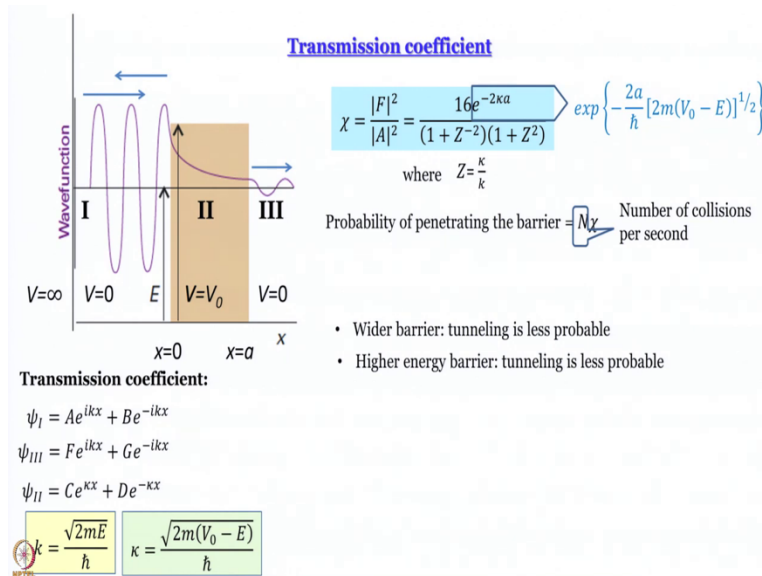 Transmission coefficient
Wavefunction
I
II
III
V=∞
V=0
E
V=V₀
V=0
x=0
x=a
x
χ = |F|²/|A|² = 16e^{-2κa}/((1 + Z⁻²)(1 + Z²))
exp{-2a/ħ [2m(V₀ − E)]^{1/2}}
where Z = κ/k
Probability of penetrating the barrier = Nχ
Number of collisions
per second
• Wider barrier: tunneling is less probable
• Higher energy barrier: tunneling is less probable
Transmission coefficient:
ψ_I = Ae^{ikx} + Be^{-ikx}
ψ_III = Fe^{ikx} + Ge^{-ikx}
ψ_II = Ce^{κx} + De^{-κx}
k = √(2mE)/ħ
κ = √(2m(V₀ − E))/ħ
NPTEL